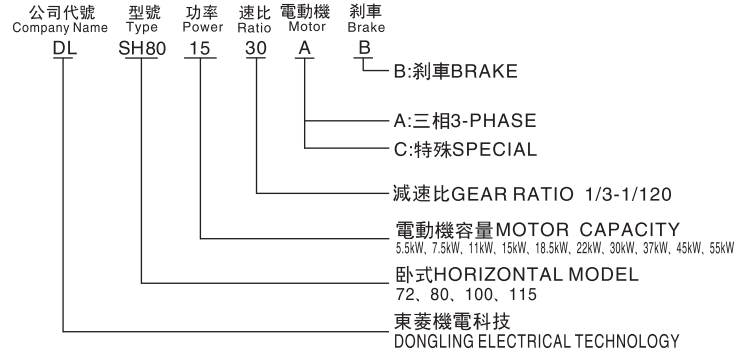 公司代號 型號 功率 速比 電動機 刹車
Company Name Type Power Ratio Motor Brake
DL SH80 15 30 A B
B:刹車BRAKE
A:三相3-PHASE
C:特殊SPECIAL
減速比GEAR RATIO 1/3-1/120
電動機容量MOTOR CAPACITY
5.5kW、7.5kW、11kW、15kW、18.5kW、22kW、30kW、37kW、45kW、55kW
卧式HORIZONTAL MODEL
72、80、100、115
東菱機電科技
DONGLING ELECTRICAL TECHNOLOGY